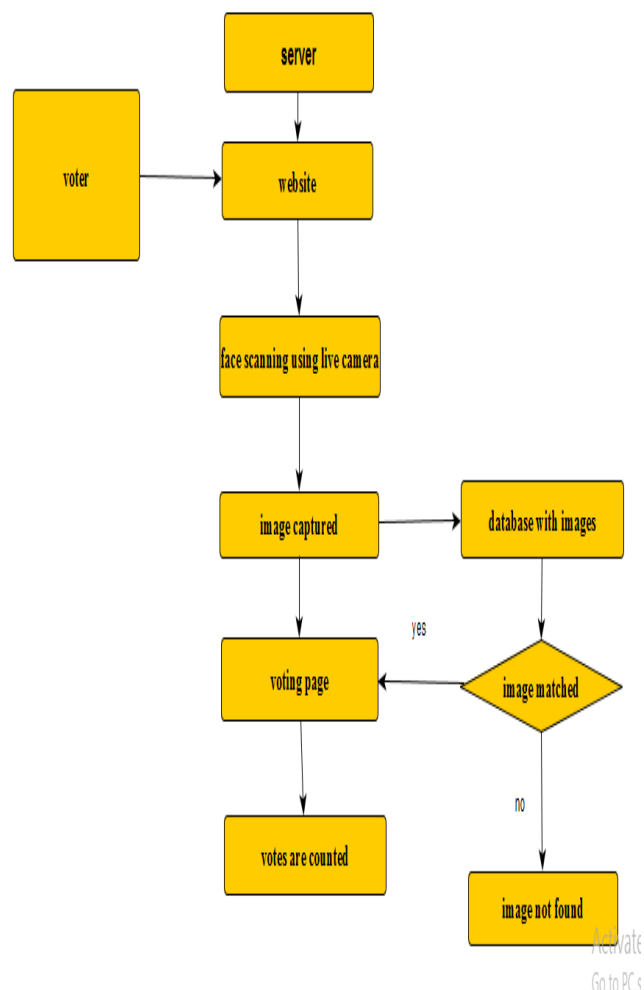 server
voter
website
face scanning using live camera
image captured
database with images
yes
voting page
image matched
no
votes are counted
image not found
Activate
Go to PC s